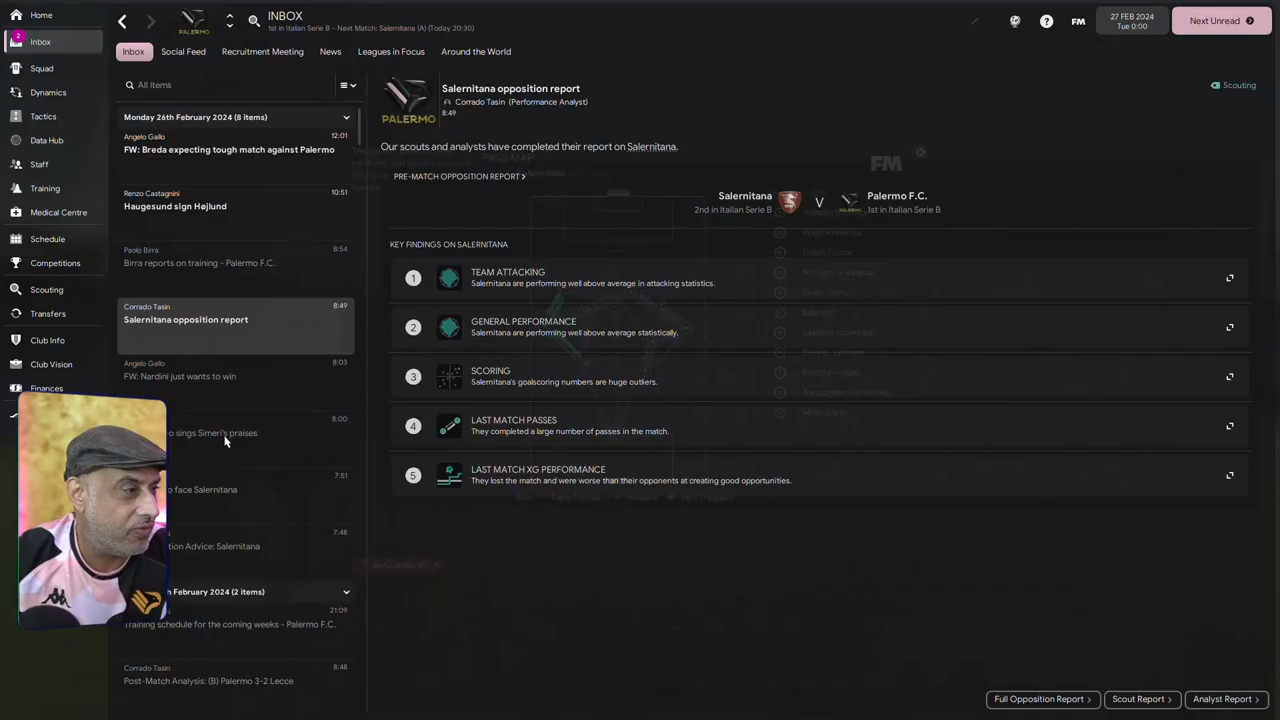 Home
2
Inbox
Squad
Dynamics
Tactics
Data Hub
Staff
Training
Medical Centre
Schedule
Competitions
Scouting
Transfers
Club Info
Club Vision
Finances
PALERMO
INBOX
1st in Italian Serie B - Next Match: Salernitana (A) (Today 20:30)
FM
27 FEB 2024
Tue 0:00
Next Unread
Inbox
Social Feed
Recruitment Meeting
News
Leagues in Focus
Around the World
All Items
Monday 26th February 2024 (8 items)
Angelo Gallo
12:01
FW: Breda expecting tough match against Palermo
Renzo Castagnini
10:51
Haugesund sign Højlund
Paolo Birra
8:54
Birra reports on training - Palermo F.C.
Corrado Tasin
8:49
Salernitana opposition report
Angelo Gallo
8:03
FW: Nardini just wants to win
8:00
o sings Simeri's praises
7:51
o face Salernitana
7:48
tion Advice: Salernitana
h February 2024 (2 items)
21:09
Training schedule for the coming weeks - Palermo F.C.
Corrado Tasin
8:48
Post-Match Analysis: (B) Palermo 3-2 Lecce
PALERMO
Salernitana opposition report
Corrado Tasin (Performance Analyst)
8:49
Scouting
Our scouts and analysts have completed their report on Salernitana.
PRE-MATCH OPPOSITION REPORT >
FM
Salernitana
2nd in Italian Serie B
V
Palermo F.C.
1st in Italian Serie B
KEY FINDINGS ON SALERNITANA
1
TEAM ATTACKING
Salernitana are performing well above average in attacking statistics.
2
GENERAL PERFORMANCE
Salernitana are performing well above average statistically.
3
SCORING
Salernitana's goalscoring numbers are huge outliers.
4
LAST MATCH PASSES
They completed a large number of passes in the match.
5
LAST MATCH XG PERFORMANCE
They lost the match and were worse than their opponents at creating good opportunities.
Full Opposition Report >
Scout Report >
Analyst Report >